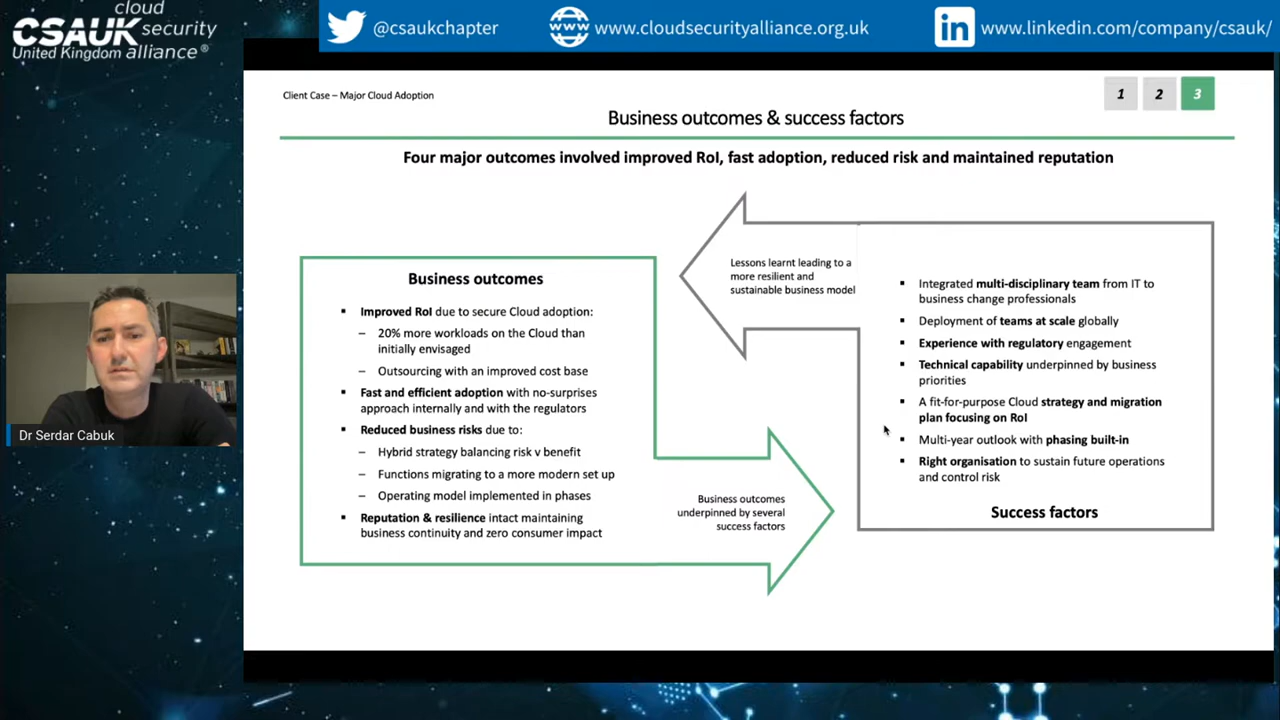 cloud
CSAUK security
United Kingdom alliance®
@csaukchapter
www.cloudsecurityalliance.org.uk
in
www.linkedin.com/company/csauk/
Client Case – Major Cloud Adoption
1 2 3
Business outcomes & success factors
Four major outcomes involved improved RoI, fast adoption, reduced risk and maintained reputation
Business outcomes
▪ Improved RoI due to secure Cloud adoption:
– 20% more workloads on the Cloud than
initially envisaged
– Outsourcing with an improved cost base
▪ Fast and efficient adoption with no-surprises
approach internally and with the regulators
▪ Reduced business risks due to:
– Hybrid strategy balancing risk v benefit
– Functions migrating to a more modern set up
– Operating model implemented in phases
▪ Reputation & resilience intact maintaining
business continuity and zero consumer impact
Business outcomes
underpinned by several
success factors
Lessons learnt leading to a
more resilient and
sustainable business model
▪ Integrated multi-disciplinary team from IT to
business change professionals
▪ Deployment of teams at scale globally
▪ Experience with regulatory engagement
▪ Technical capability underpinned by business
priorities
▪ A fit-for-purpose Cloud strategy and migration
plan focusing on RoI
▪ Multi-year outlook with phasing built-in
▪ Right organisation to sustain future operations
and control risk
Success factors
Dr Serdar Cabuk
WWW